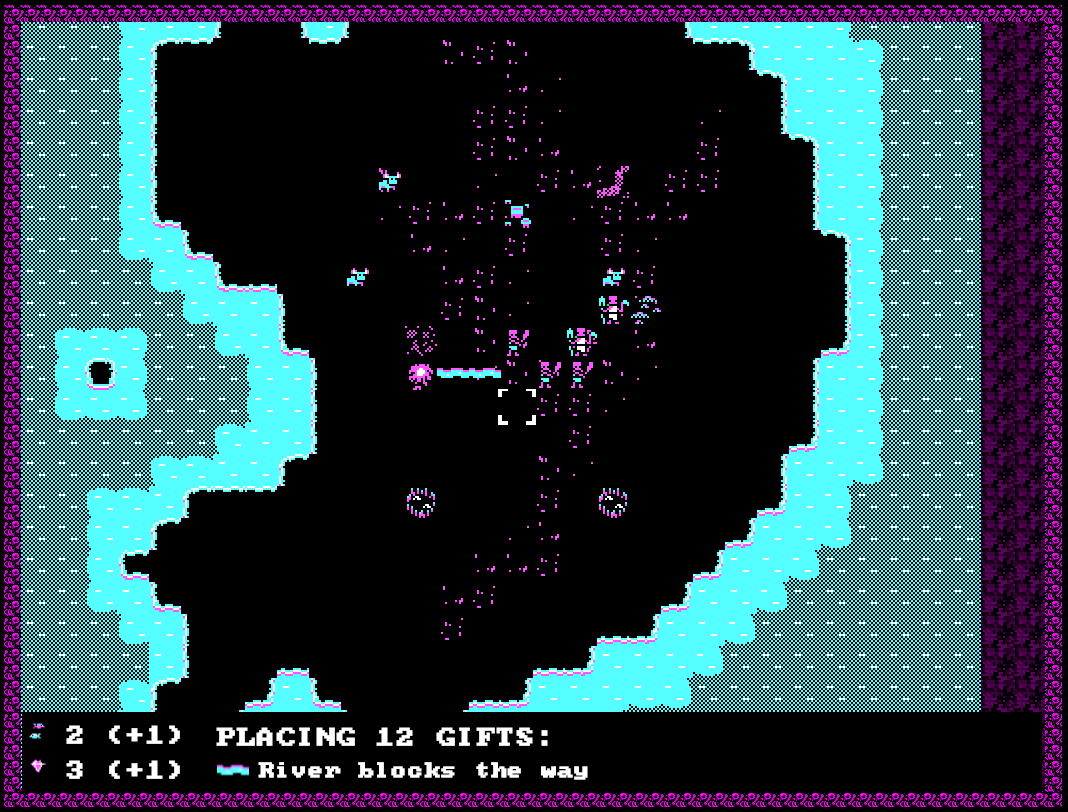 2 (+1) PLACING 12 GIFTS:
3 (+1) River blocks the way